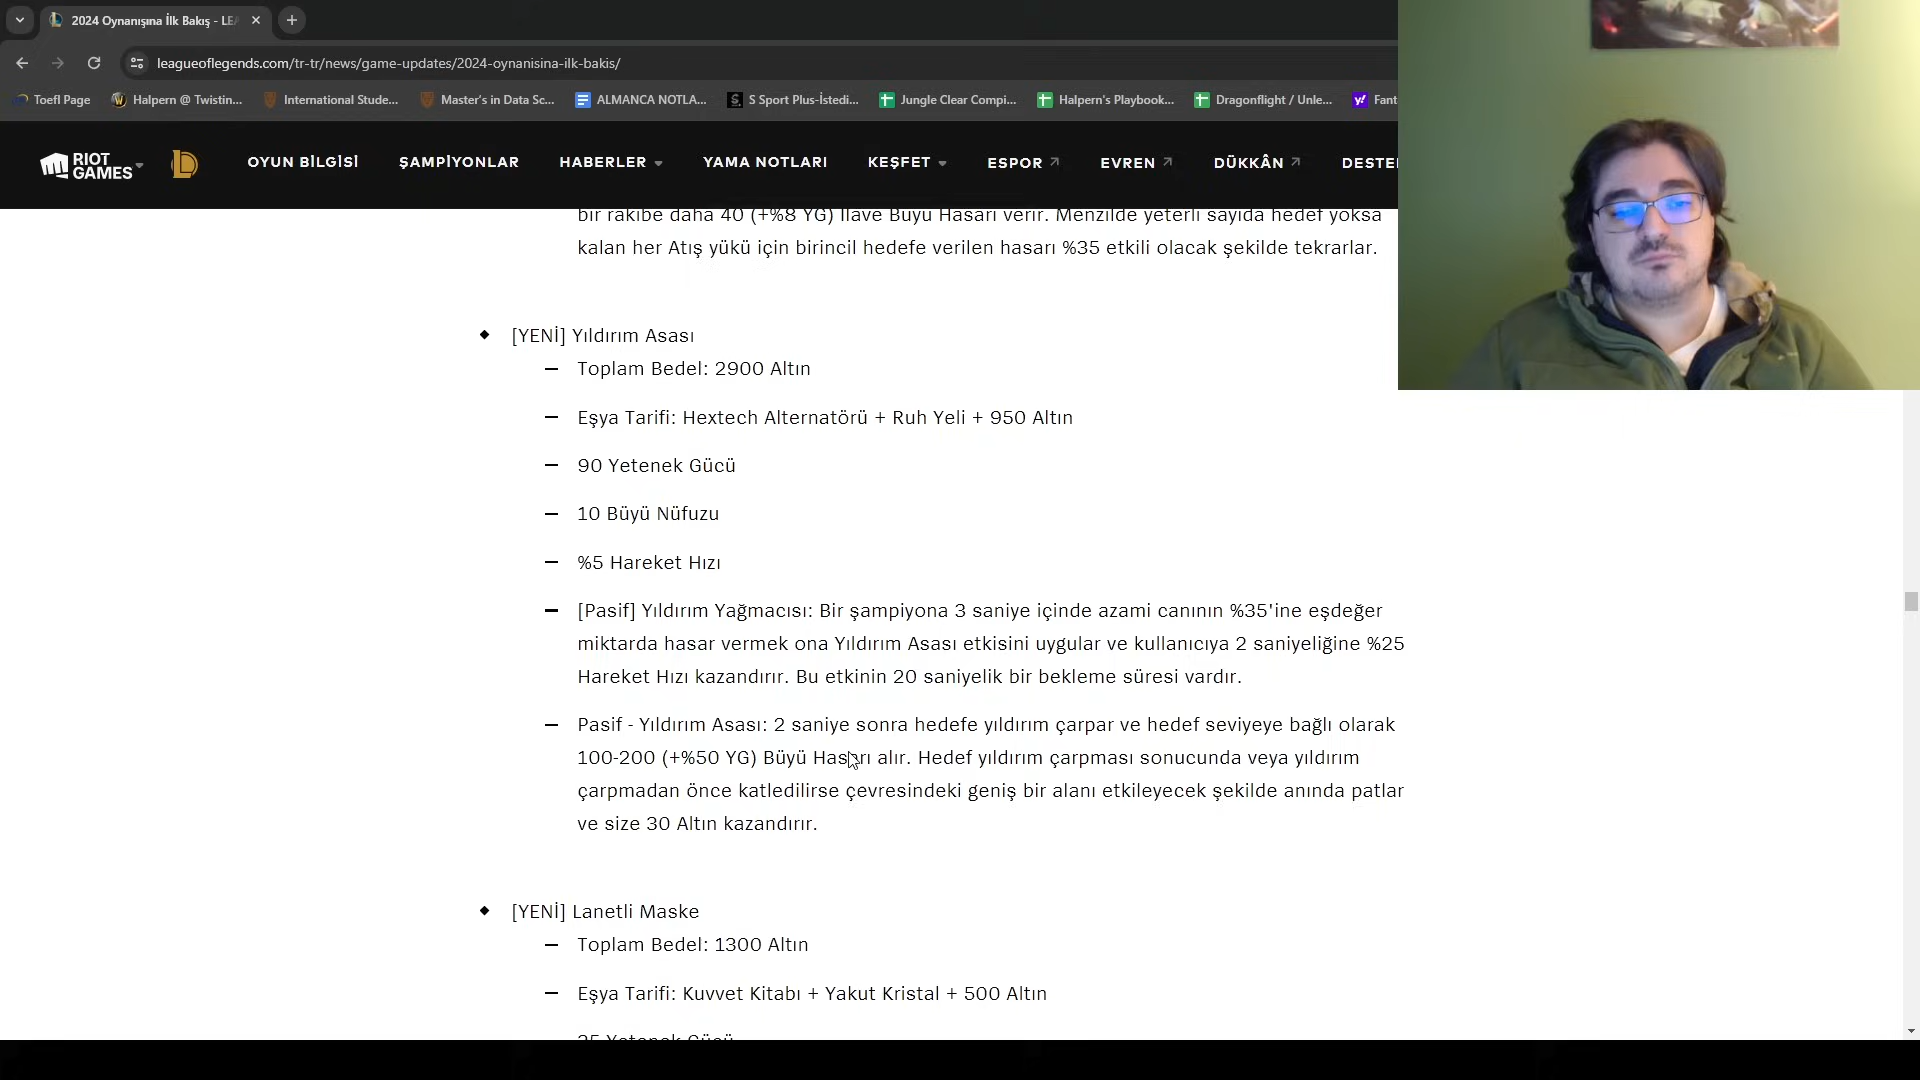 2024 Oynanışına İlk Bakış - LEA
leagueoflegends.com/tr-tr/news/game-updates/2024-oynanisina-ilk-bakis/
Toefl Page
Halpern @ Twistin...
International Stude...
Master's in Data Sc...
ALMANCA NOTLA...
S Sport Plus-İstedi...
Jungle Clear Compi...
Halpern's Playbook...
Dragonflight / Unle...
Fant
RIOT GAMES
OYUN BİLGİSİ
ŞAMPİYONLAR
HABERLER
YAMA NOTLARI
KEŞFET
ESPOR
EVREN
DÜKKÂN
DESTE
bir rakibe daha 40 (+%8 YG) İlave Büyü Hasarı verir. Menzilde yeterli sayıda hedef yoksa
kalan her Atış yükü için birincil hedefe verilen hasarı %35 etkili olacak şekilde tekrarlar.
[YENİ] Yıldırım Asası
Toplam Bedel: 2900 Altın
Eşya Tarifi: Hextech Alternatörü + Ruh Yeli + 950 Altın
90 Yetenek Gücü
10 Büyü Nüfuzu
%5 Hareket Hızı
[Pasif] Yıldırım Yağmacısı: Bir şampiyona 3 saniye içinde azami canının %35'ine eşdeğer
miktarda hasar vermek ona Yıldırım Asası etkisini uygular ve kullanıcıya 2 saniyeliğine %25
Hareket Hızı kazandırır. Bu etkinin 20 saniyelik bir bekleme süresi vardır.
Pasif - Yıldırım Asası: 2 saniye sonra hedefe yıldırım çarpar ve hedef seviyeye bağlı olarak
100-200 (+%50 YG) Büyü Hasarı alır. Hedef yıldırım çarpması sonucunda veya yıldırım
çarpmadan önce katledilirse çevresindeki geniş bir alanı etkileyecek şekilde anında patlar
ve size 30 Altın kazandırır.
[YENİ] Lanetli Maske
Toplam Bedel: 1300 Altın
Eşya Tarifi: Kuvvet Kitabı + Yakut Kristal + 500 Altın
Yetenek Gücü